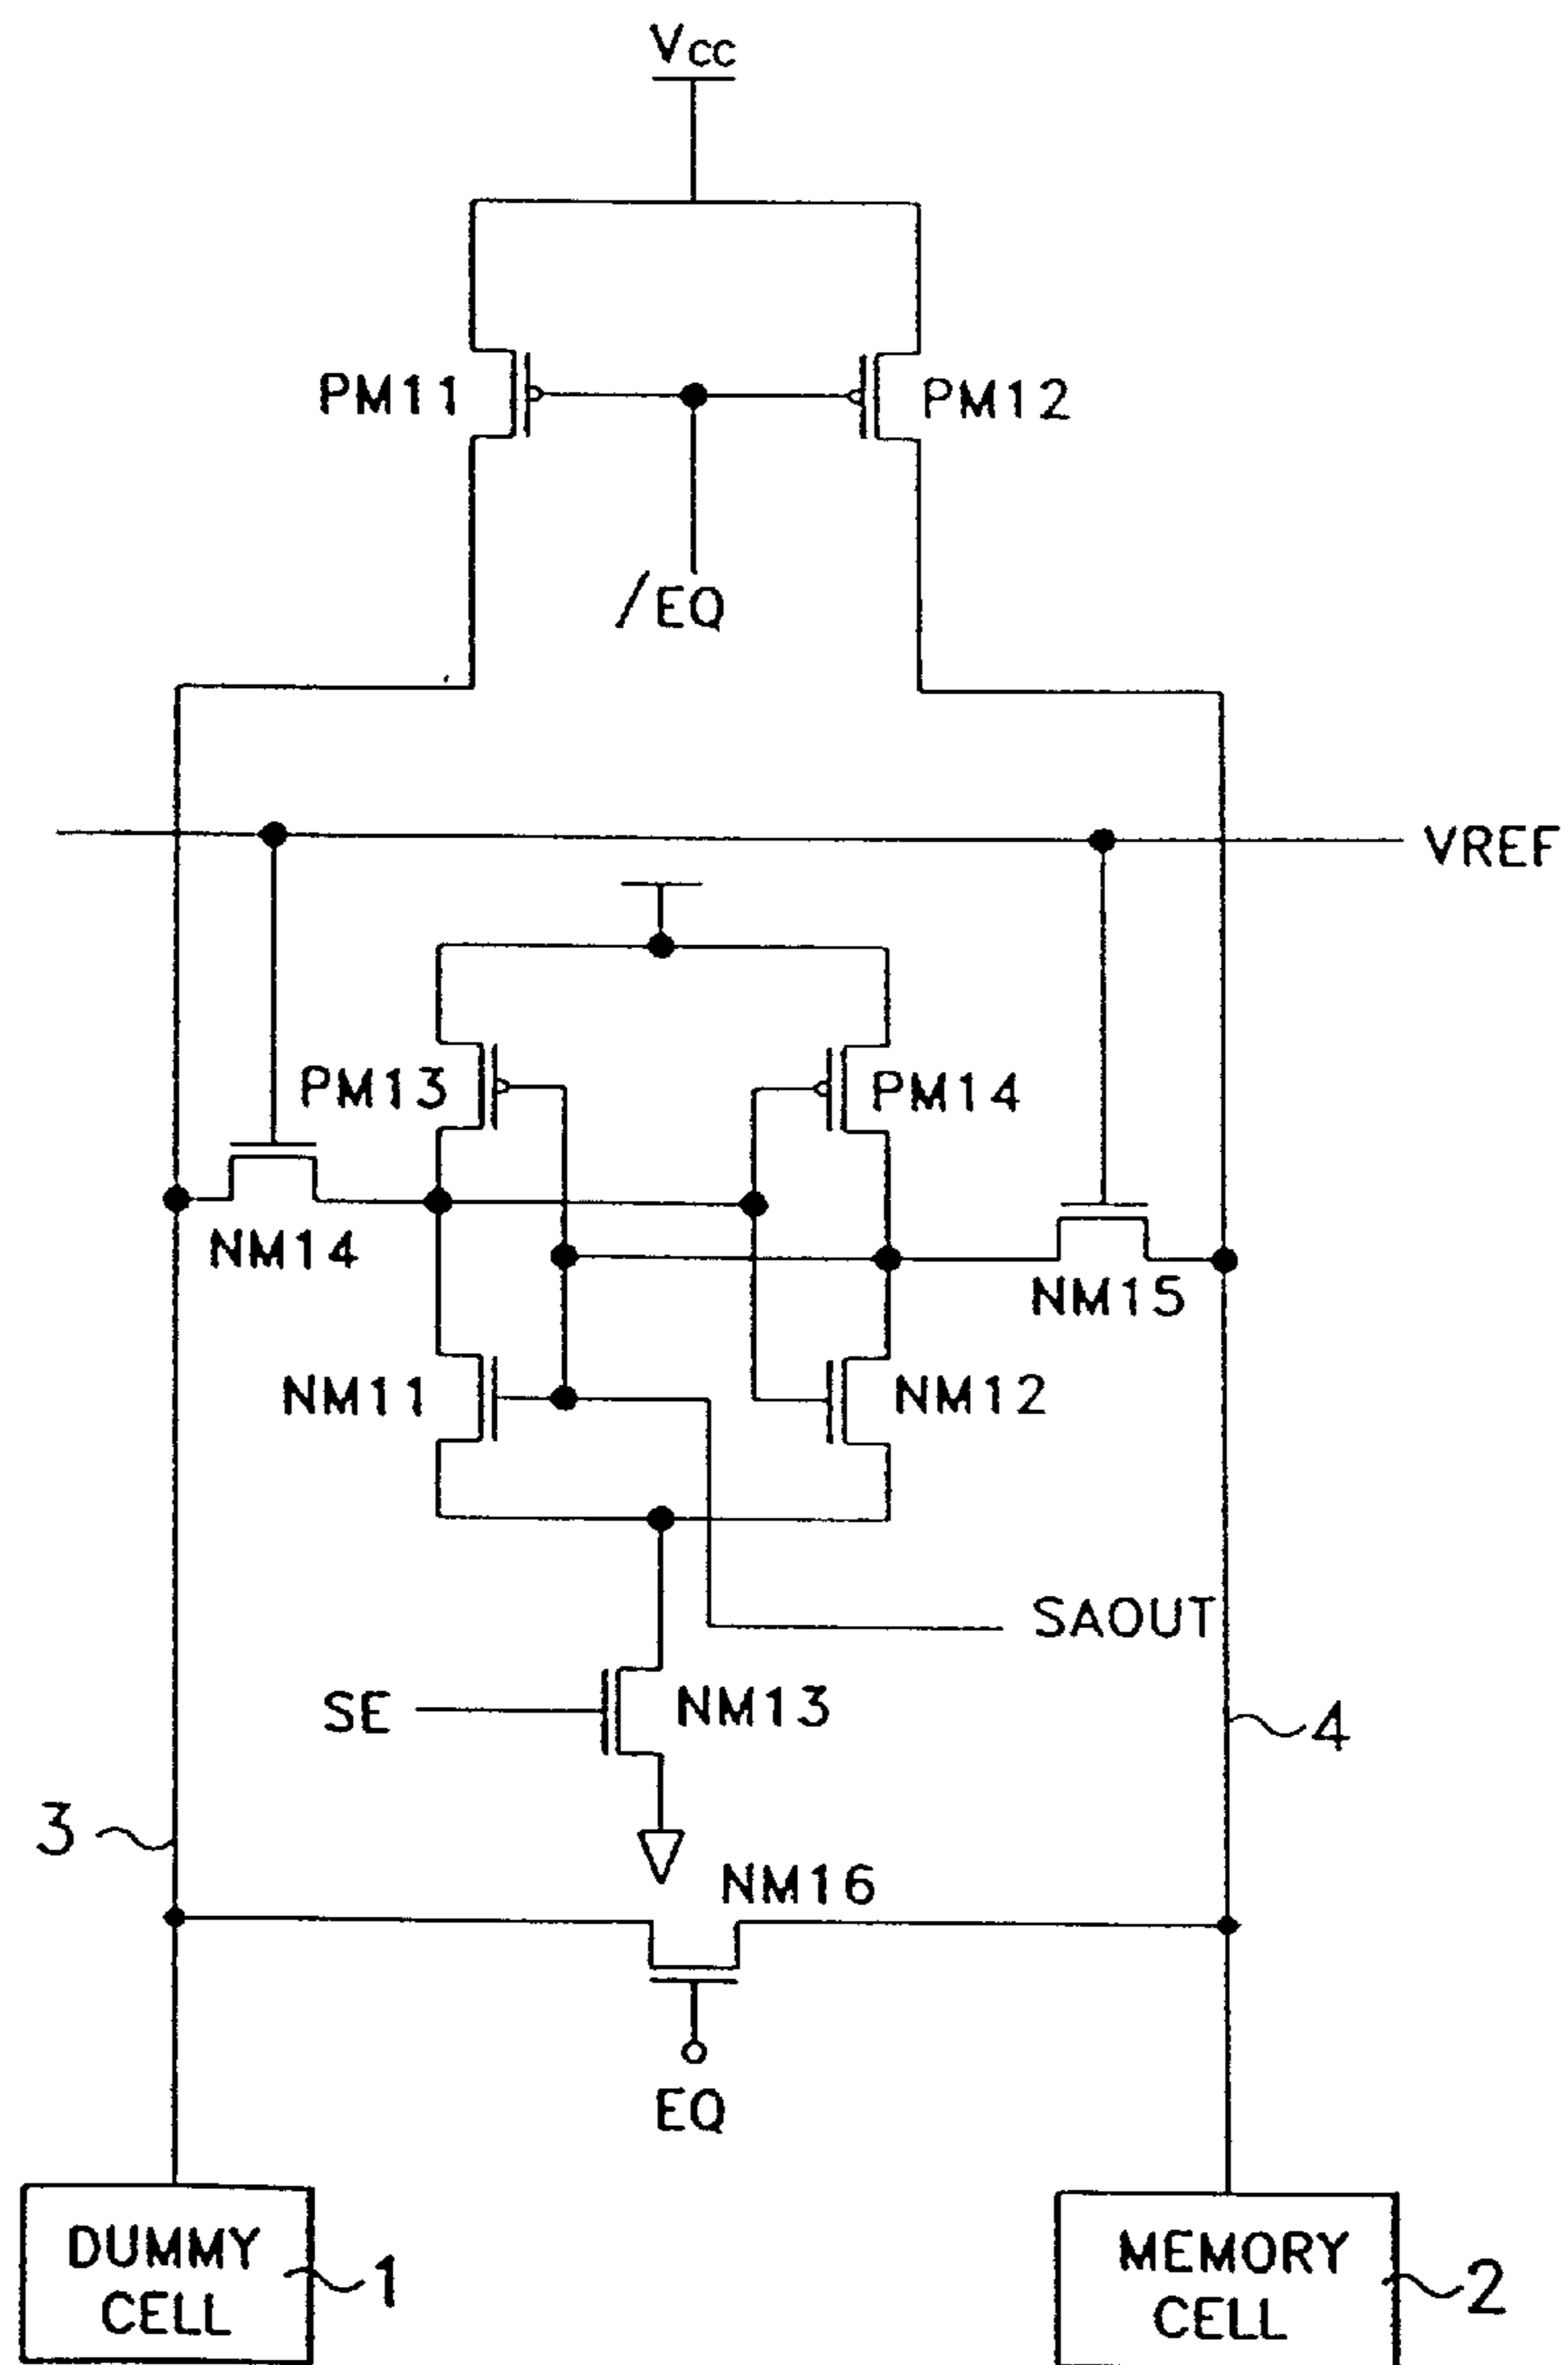 Vcc
PM11
PM12
/EQ
VREF
PM13
PM14
NM14
NM15
NM11
NM12
SAOUT
SE
NM13
4
3
NM16
EQ
DUMMY
CELL
1
MEMORY
CELL
2